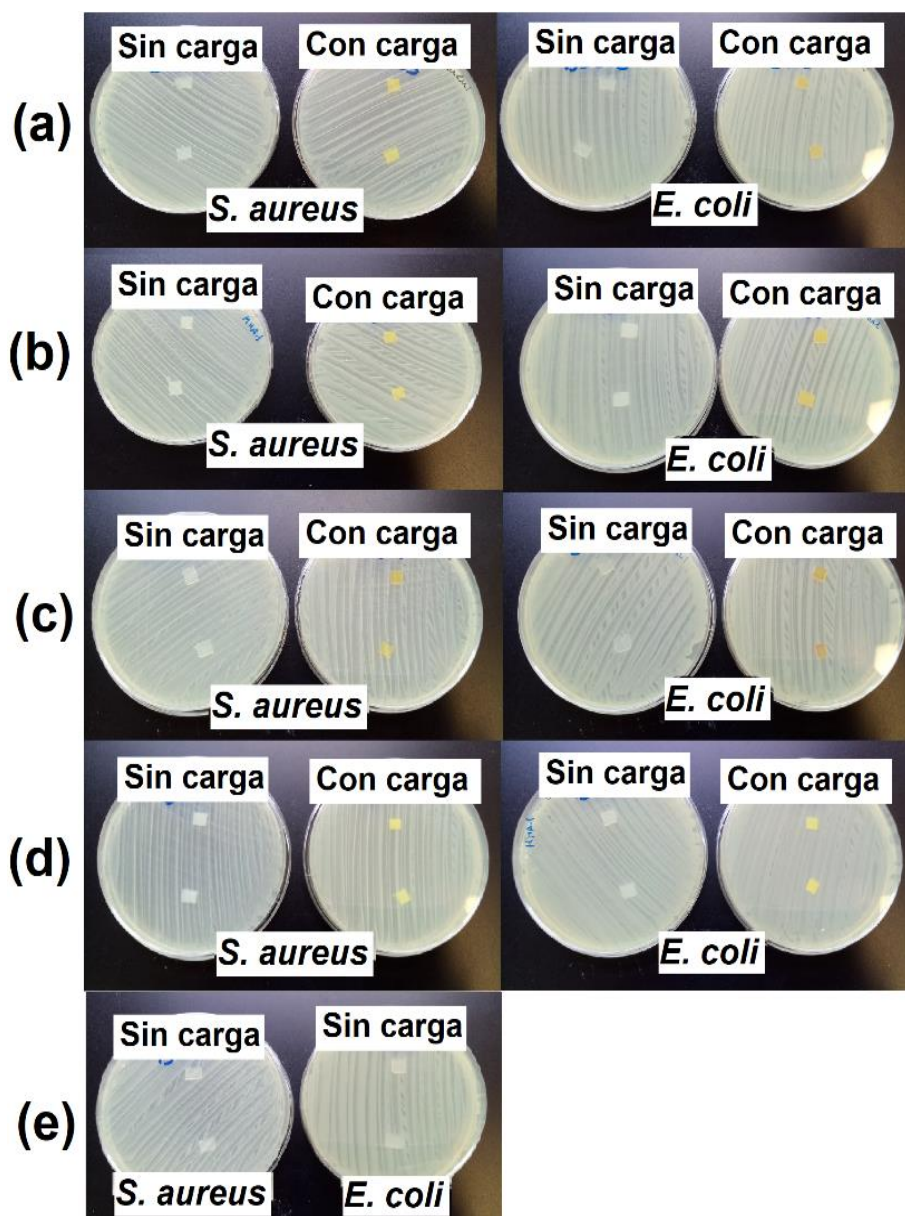 Sin carga Con carga Sin carga Con carga
(a)
S. aureus E. coli
Sin carga Con carga Sin carga Con carga
(b)
S. aureus E. coli
Sin carga Con carga Sin carga Con carga
(c)
S. aureus E. coli
Sin carga Con carga Sin carga Con carga
(d)
S. aureus E. coli
Sin carga Sin carga
(e)
S. aureus E. coli